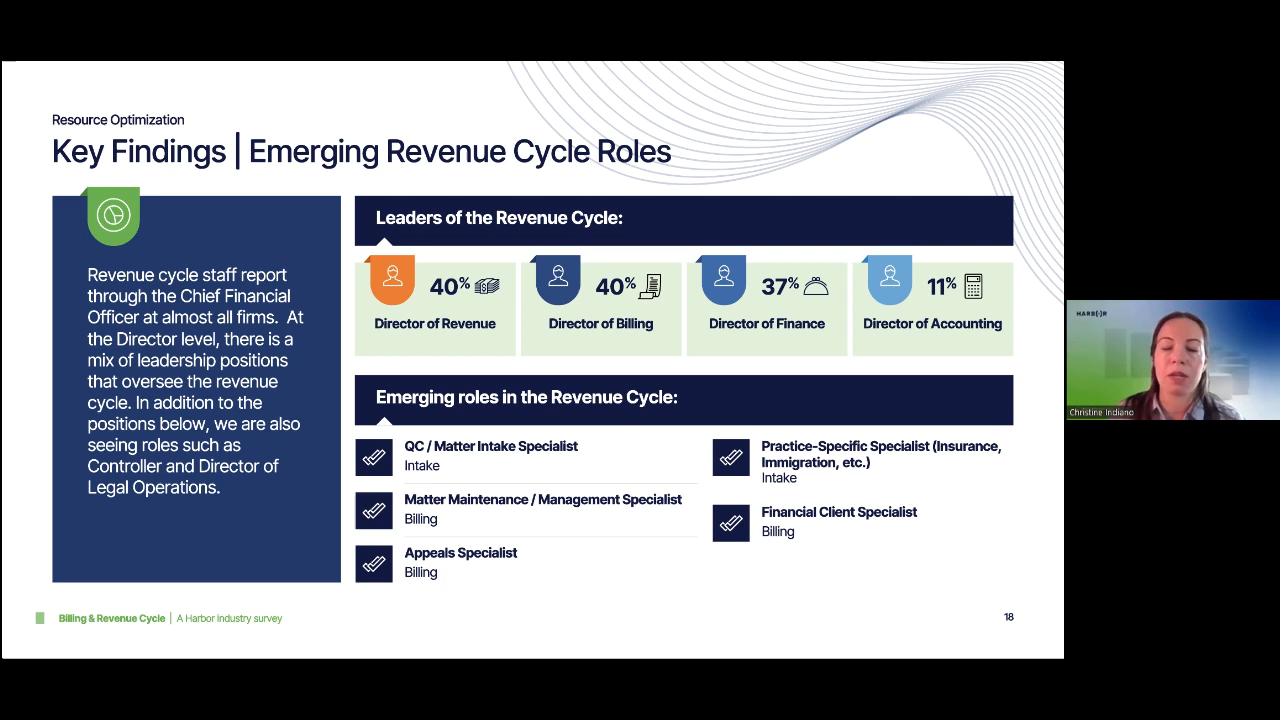 Resource Optimization
Key Findings | Emerging Revenue Cycle Roles
Revenue cycle staff report
through the Chief Financial
Officer at almost all firms. At
the Director level, there is a
mix of leadership positions
that oversee the revenue
cycle. In addition to the
positions below, we are also
seeing roles such as
Controller and Director of
Legal Operations.
Leaders of the Revenue Cycle:
40%
Director of Revenue
40%
Director of Billing
37%
Director of Finance
11%
Director of Accounting
Emerging roles in the Revenue Cycle:
QC / Matter Intake Specialist
Intake
Matter Maintenance / Management Specialist
Billing
Appeals Specialist
Billing
Practice-Specific Specialist (Insurance,
Immigration, etc.)
Intake
Financial Client Specialist
Billing
Billing & Revenue Cycle | A Harbor industry survey
18
HARBOR
Christine Indiano